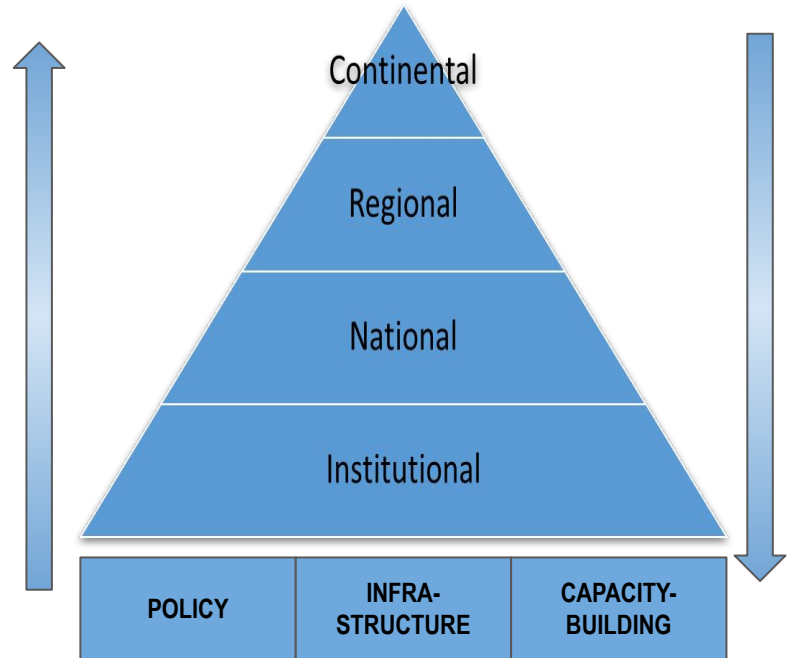 Continental
Regional
National
Institutional
POLICY
INFRA-
STRUCTURE
CAPACITY-
BUILDING